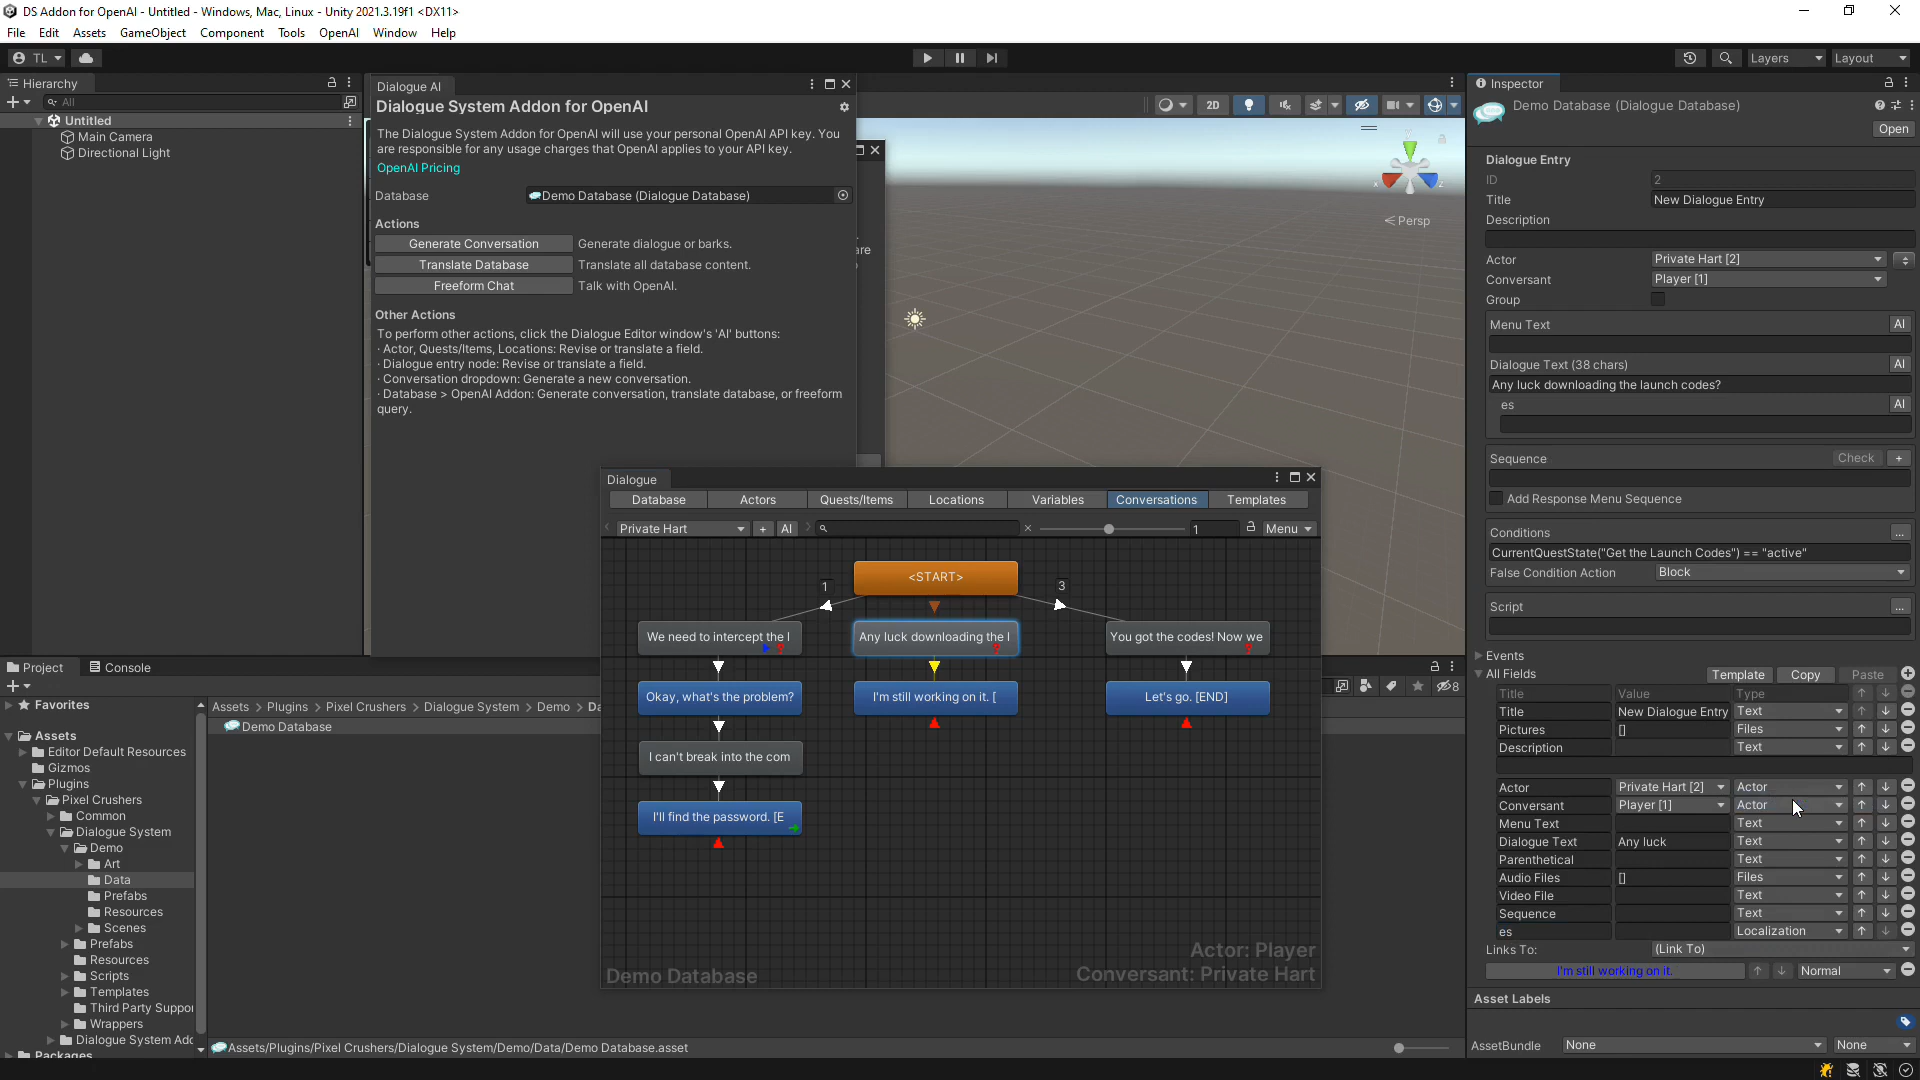 DS Addon for OpenAI - Untitled - Windows, Mac, Linux - Unity 2021.3.19f1 <DX11>
File Edit Assets GameObject Component Tools OpenAI Window Help
TL
Layers
Layout
Hierarchy
All
Untitled
Main Camera
Directional Light
Dialogue AI
Dialogue System Addon for OpenAI
The Dialogue System Addon for OpenAI will use your personal OpenAI API key. You
are responsible for any usage charges that OpenAI applies to your API key.
OpenAI Pricing
Database
Demo Database (Dialogue Database)
Actions
Generate Conversation Generate dialogue or barks.
Translate Database Translate all database content.
Freeform Chat Talk with OpenAI.
Other Actions
To perform other actions, click the Dialogue Editor window's 'AI' buttons:
· Actor, Quests/Items, Locations: Revise or translate a field.
· Dialogue entry node: Revise or translate a field.
· Conversation dropdown: Generate a new conversation.
· Database > OpenAI Addon: Generate conversation, translate database, or freeform
query.
are
2D
Persp
Dialogue
Database Actors Quests/Items Locations Variables Conversations Templates
Private Hart + AI
1
Menu
<START>
1
3
We need to intercept the l
Any luck downloading the l
You got the codes! Now we
Okay, what's the problem?
I'm still working on it. [
Let's go. [END]
I can't break into the com
I'll find the password. [E
Actor: Player
Demo Database
Conversant: Private Hart
Project
Console
Favorites
Assets
Editor Default Resources
Gizmos
Plugins
Pixel Crushers
Common
Dialogue System
Demo
Art
Data
Prefabs
Resources
Scenes
Prefabs
Resources
Scripts
Templates
Third Party Suppor
Wrappers
Dialogue System Add
Packages
Assets > Plugins > Pixel Crushers > Dialogue System > Demo > Da
Demo Database
8
Assets/Plugins/Pixel Crushers/Dialogue System/Demo/Data/Demo Database.asset
Inspector
Demo Database (Dialogue Database)
Open
Dialogue Entry
ID 2
Title New Dialogue Entry
Description
Actor Private Hart [2]
Conversant Player [1]
Group
Menu Text AI
Dialogue Text (38 chars) AI
Any luck downloading the launch codes?
es AI
Sequence Check +
Add Response Menu Sequence
Conditions ...
CurrentQuestState("Get the Launch Codes") == "active"
False Condition Action Block
Script ...
Events
All Fields Template Copy Paste
Title Value Type
Title New Dialogue Entry Text
Pictures [] Files
Description Text
Actor Private Hart [2] Actor
Conversant Player [1] Actor
Menu Text Text
Dialogue Text Any luck Text
Parenthetical Text
Audio Files [] Files
Video File Text
Sequence Text
es Localization
Links To: (Link To)
I'm still working on it. Normal
Asset Labels
AssetBundle None None